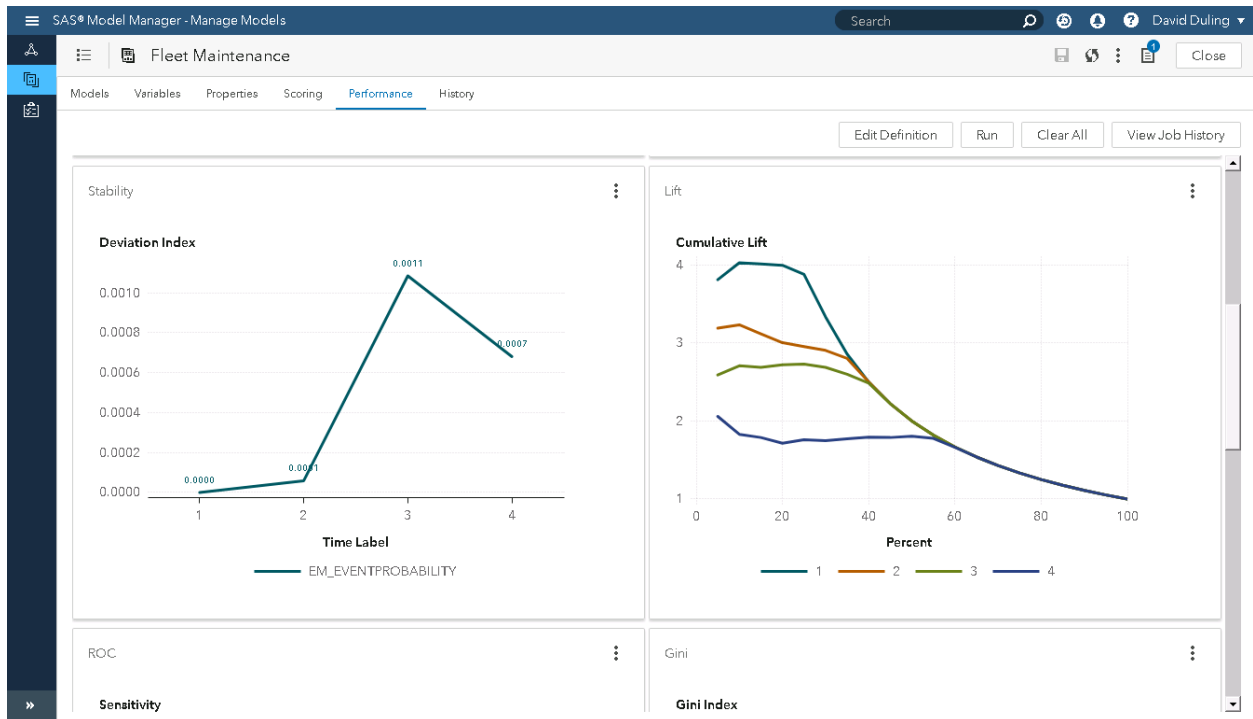 SAS® Model Manager - Manage Models
Search
David Duling
Fleet Maintenance
1
Close
Models Variables Properties Scoring Performance History
Edit Definition Run Clear All View Job History
Stability
Deviation Index
0.0010
0.0008
0.0006
0.0004
0.0002
0.0000
0.0000
0.0001
0.0011
0.0007
1 2 3 4
Time Label
EM_EVENTPROBABILITY
Lift
Cumulative Lift
4
3
2
1
0 20 40 60 80 100
Percent
1 2 3 4
ROC
Sensitivity
Gini
Gini Index